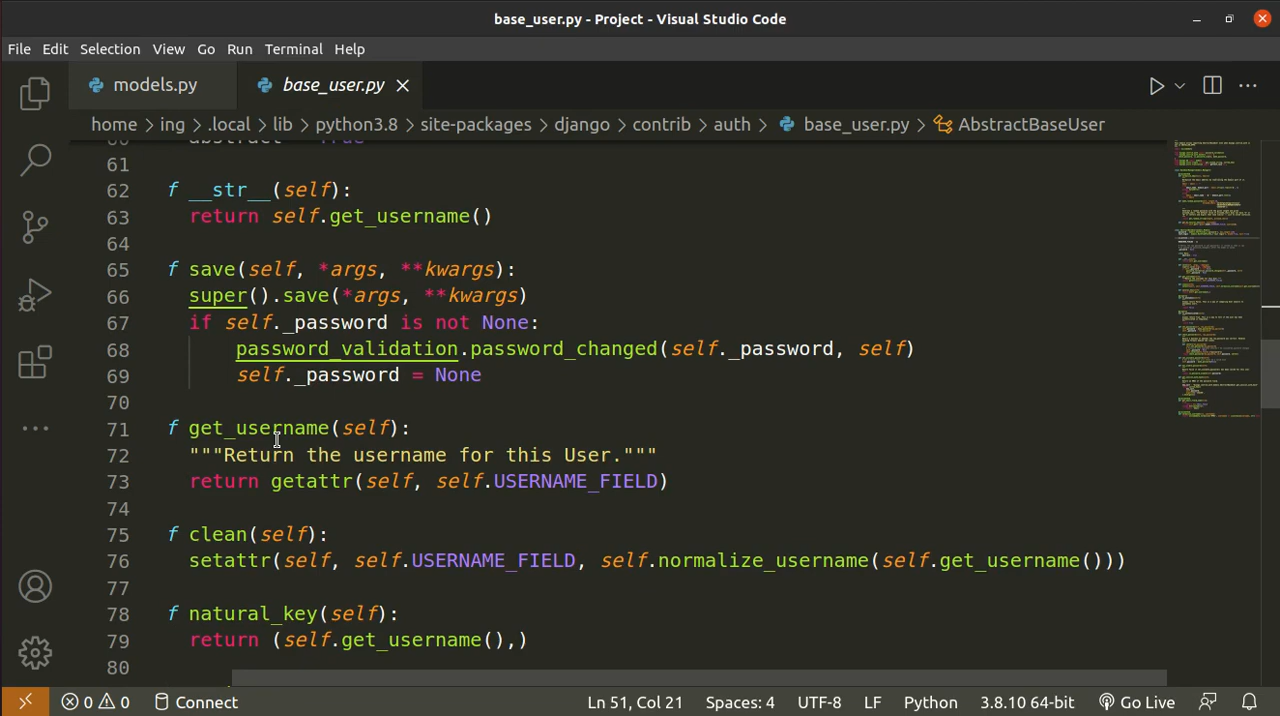 base_user.py - Project - Visual Studio Code
File Edit Selection View Go Run Terminal Help
models.py base_user.py
home > ing > .local > lib > python3.8 > site-packages > django > contrib > auth > base_user.py > AbstractBaseUser
60 abstract = True
61
62 f __str__(self):
63 return self.get_username()
64
65 f save(self, *args, **kwargs):
66 super().save(*args, **kwargs)
67 if self._password is not None:
68 password_validation.password_changed(self._password, self)
69 self._password = None
70
71 f get_username(self):
72 """Return the username for this User."""
73 return getattr(self, self.USERNAME_FIELD)
74
75 f clean(self):
76 setattr(self, self.USERNAME_FIELD, self.normalize_username(self.get_username()))
77
78 f natural_key(self):
79 return (self.get_username(),)
80
0 0 Connect Ln 51, Col 21 Spaces: 4 UTF-8 LF Python 3.8.10 64-bit Go Live